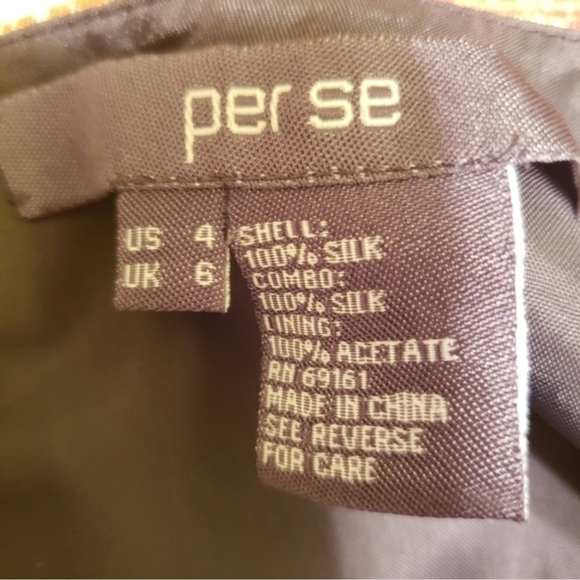 per se
US 4
UK 6
SHELL:
100% SILK
COMBO:
100% SILK
LINING:
100% ACETATE
RN 69161
MADE IN CHINA
SEE REVERSE
FOR CARE